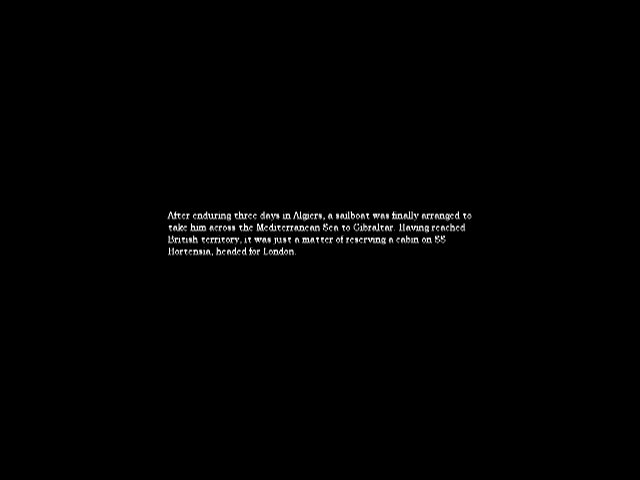 After enduring three days in Algiers, a sailboat was finally arranged to
take him across the Mediterranean Sea to Gibraltar. Having reached
British territory, it was just a matter of reserving a cabin on SS
Hortensia, headed for London.